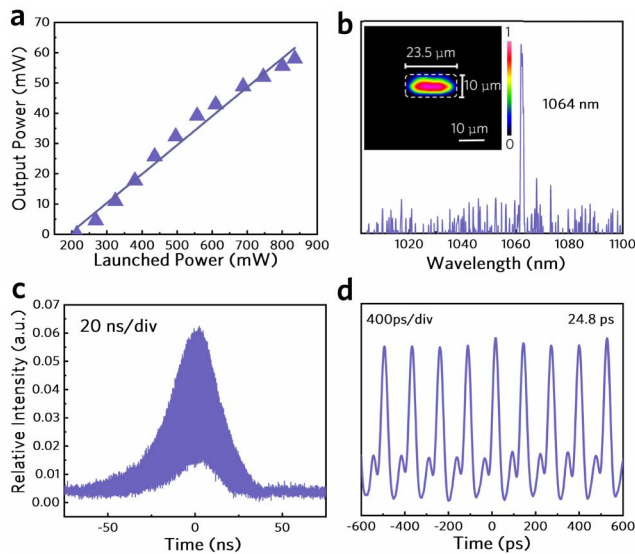 a
Output Power (mW)
70
60
50
40
30
20
10
0
100 200 300 400 500 600 700 800 900
Launched Power (mW)
b
23.5 μm
10 μm
10 μm
1
0
1064 nm
1020 1040 1060 1080 1100
Wavelength (nm)
c
20 ns/div
Relative Intensity (a.u.)
0.07
0.06
0.05
0.04
0.03
0.02
0.01
0.00
-50 0 50
Time (ns)
d
400ps/div 24.8 ps
-600 -400 -200 0 200 400 600
Time (ps)